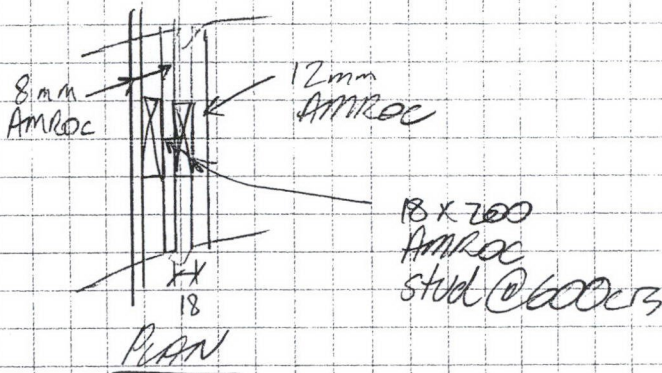 8mm
AMROC
12mm
AMROC
18 x 200
AMROC
stud @ 600crs
18
PLAN